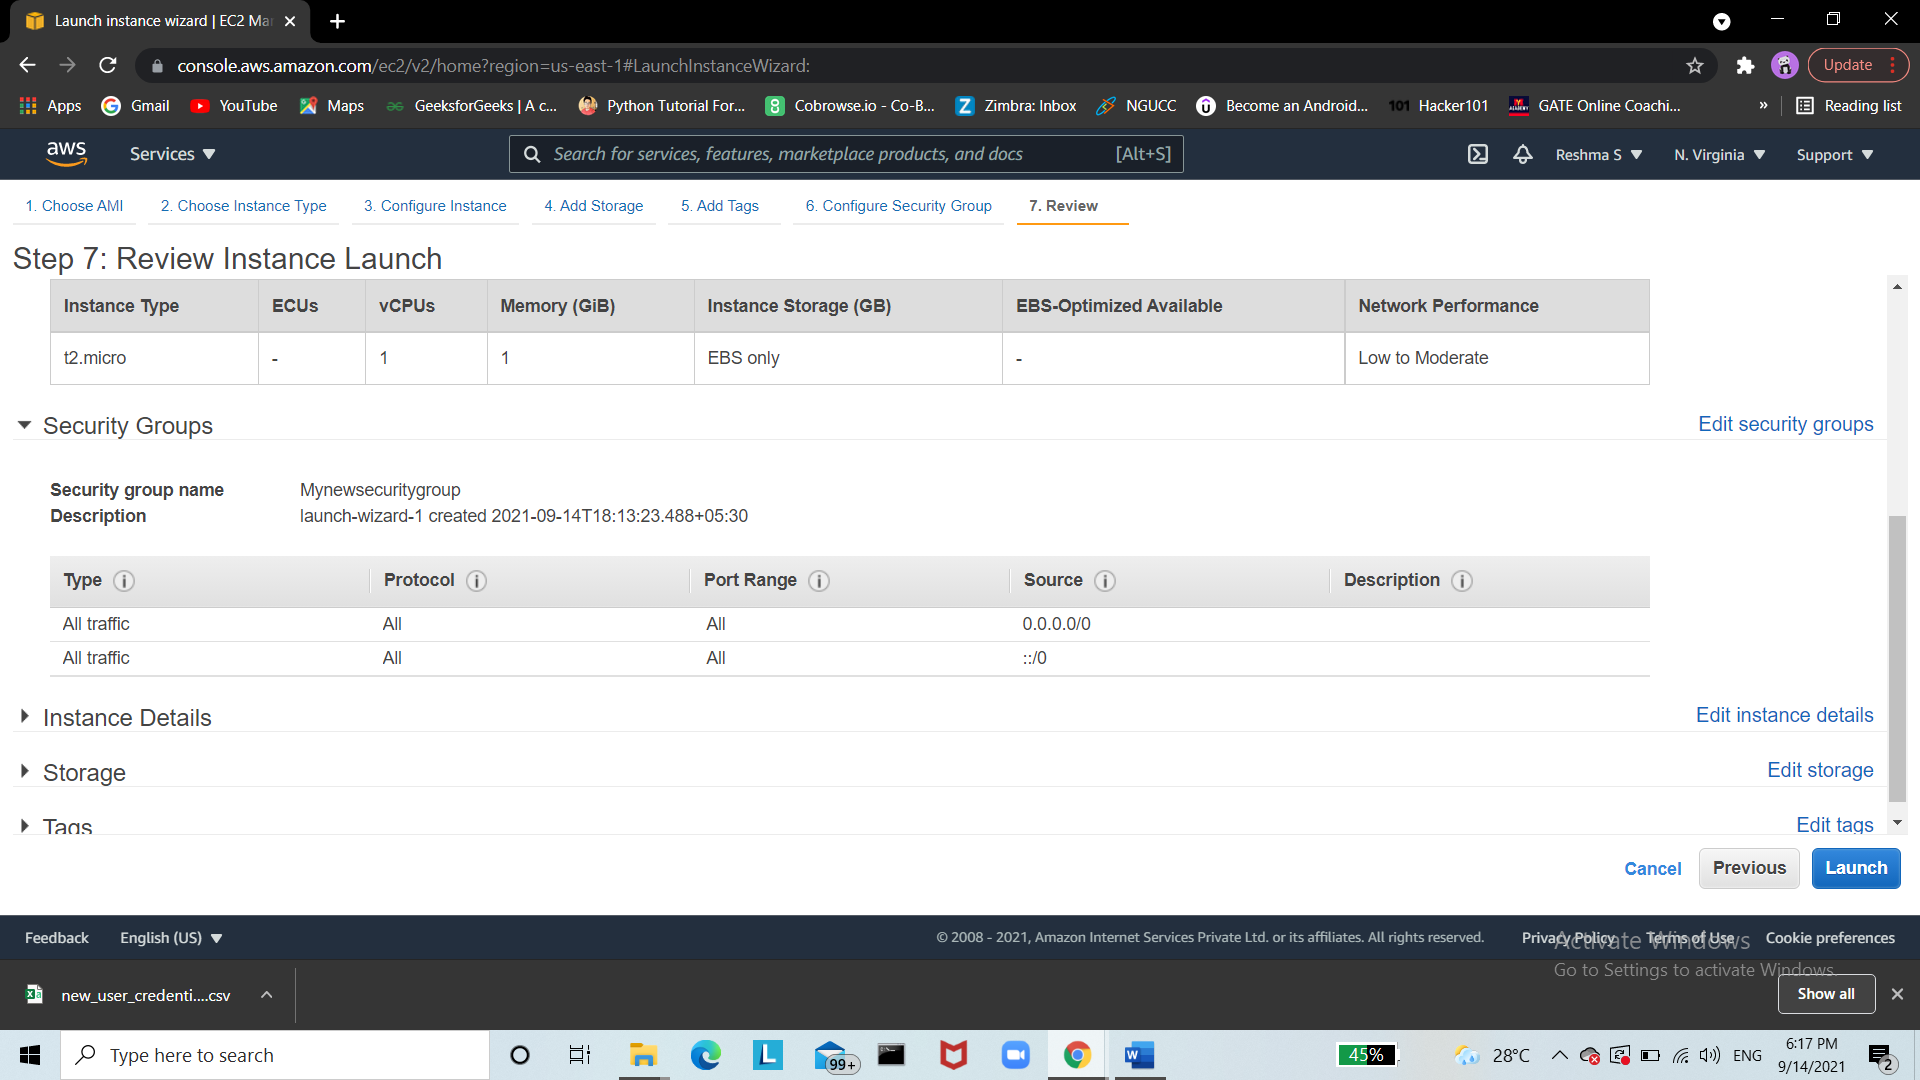 Launch instance wizard | EC2 Ma
console.aws.amazon.com/ec2/v2/home?region=us-east-1#LaunchInstanceWizard:
Update
Apps Gmail YouTube Maps GeeksforGeeks | A c... Python Tutorial For... Cobrowse.io - Co-B... Zimbra: Inbox NGUCC Become an Android... 101 Hacker101 GATE Online Coachi... » Reading list
aws Services Search for services, features, marketplace products, and docs [Alt+S] Reshma S N. Virginia Support
1. Choose AMI 2. Choose Instance Type 3. Configure Instance 4. Add Storage 5. Add Tags 6. Configure Security Group 7. Review
Step 7: Review Instance Launch
Instance Type ECUs vCPUs Memory (GiB) Instance Storage (GB) EBS-Optimized Available Network Performance
t2.micro - 1 1 EBS only - Low to Moderate
Security Groups Edit security groups
Security group name Mynewsecuritygroup
Description launch-wizard-1 created 2021-09-14T18:13:23.488+05:30
Type Protocol Port Range Source Description
All traffic All All 0.0.0.0/0
All traffic All All ::/0
Instance Details Edit instance details
Storage Edit storage
Tags Edit tags
Cancel Previous Launch
Feedback English (US) © 2008 - 2021, Amazon Internet Services Private Ltd. or its affiliates. All rights reserved. Privacy Policy Terms of Use Cookie preferences
Activate Windows
Go to Settings to activate Windows.
new_user_credenti....csv Show all
Type here to search 99+ 45% 28°C ENG 6:17 PM
9/14/2021 2